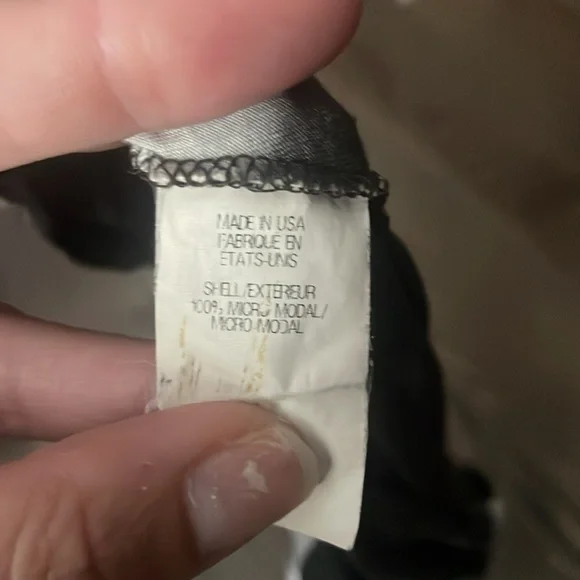 MADE IN USA
FABRIQUE EN
ETATS-UNIS
SHELL/EXTERIEUR
100% MICRO MODAL/
MICRO-MODAL